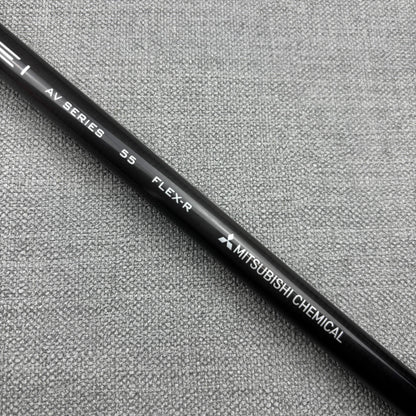 AV SERIES 55 FLEX-R MITSUBISHI CHEMICAL